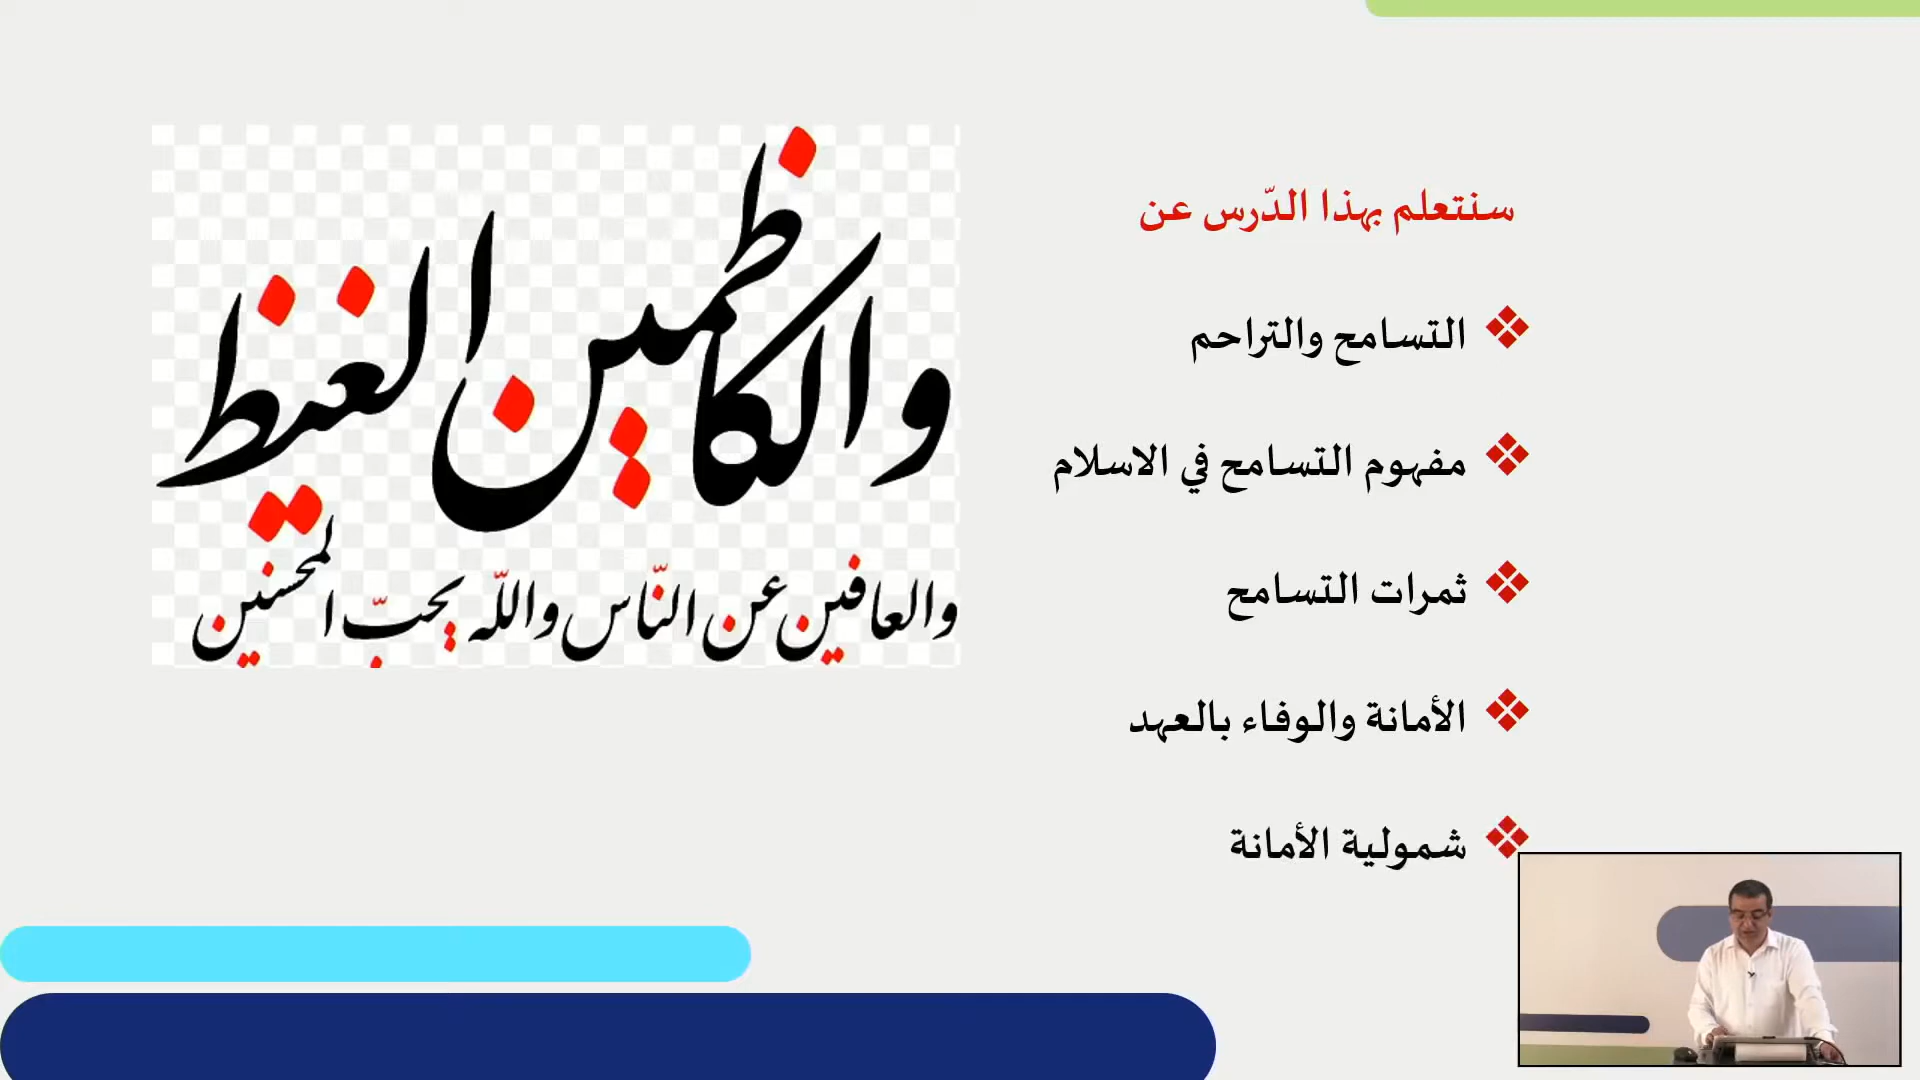 سنتعلم بهذا الدّرس عن
التسامح والتراحم
مفهوم التسامح في الاسلام
ثمرات التسامح
الأمانة والوفاء بالعهد
شمولية الأمانة
والكاظمين الغيظ
والعافين عن النّاس واللّه يحبّ المحسنين